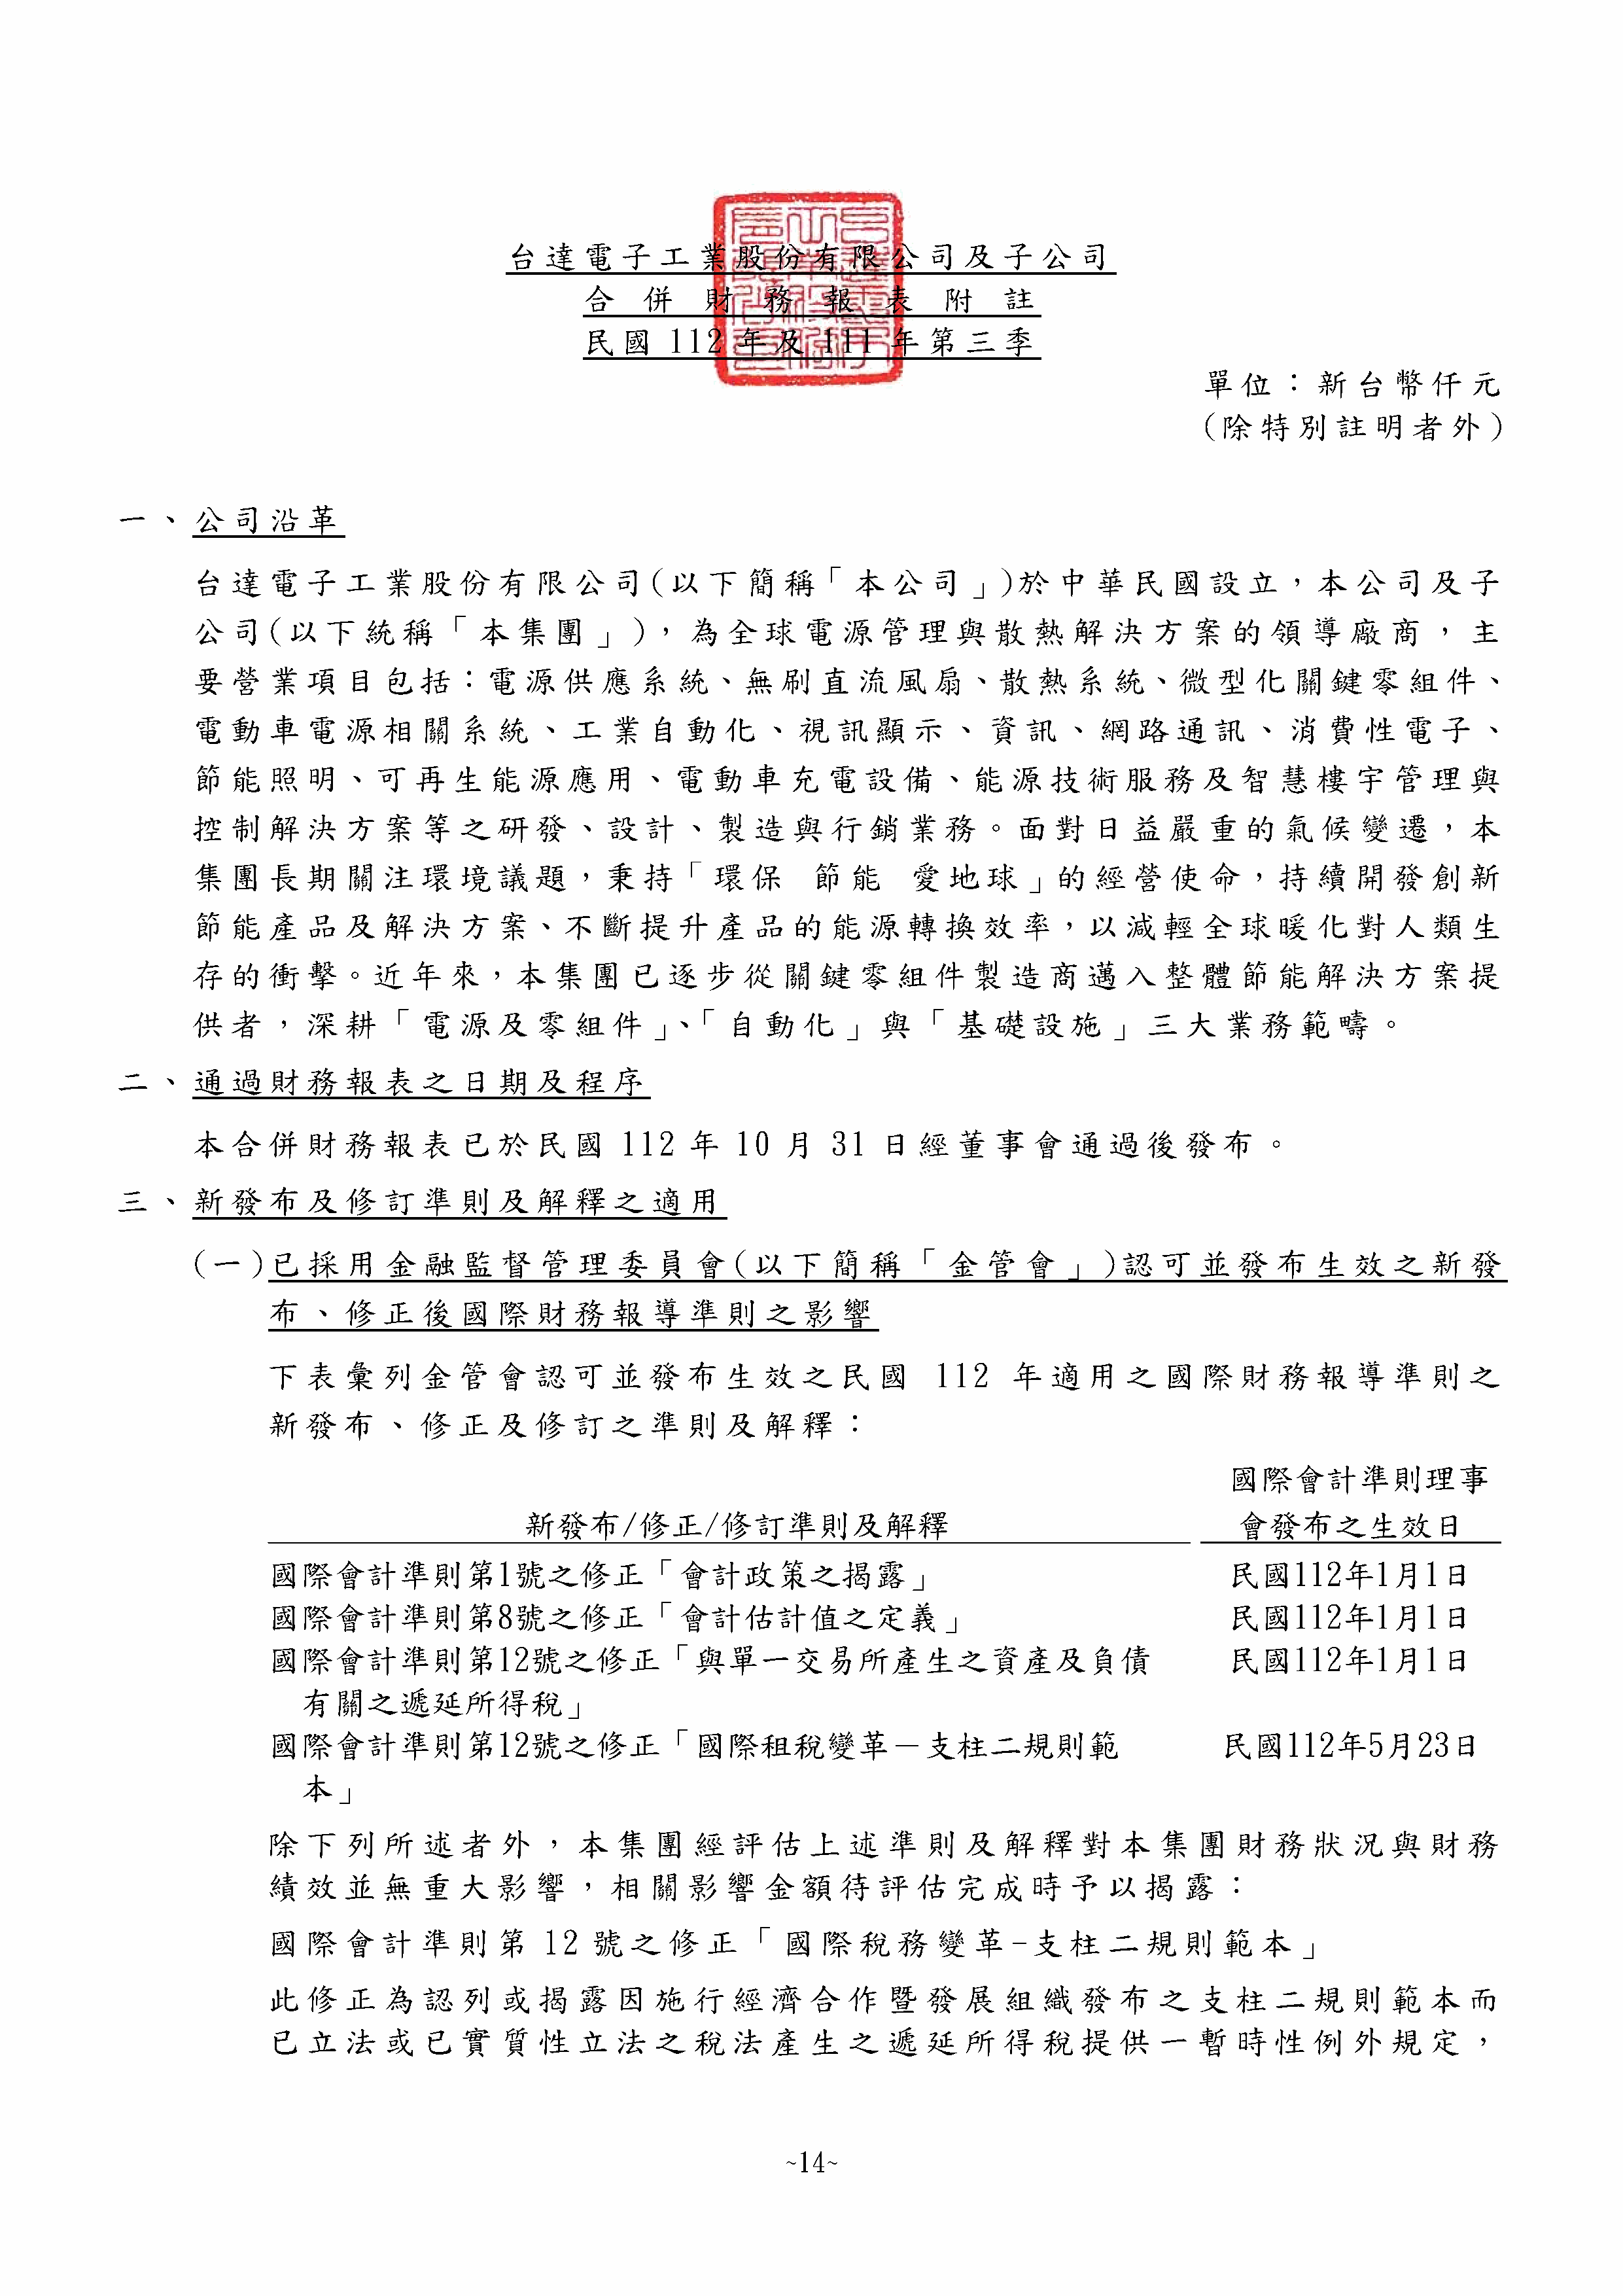 台達電子工業股份有限公司及子公司
合併財務報表附註
民國 112 年及 111 年第三季
單位：新台幣仟元
(除特別註明者外)
一、公司沿革
台達電子工業股份有限公司(以下簡稱「本公司」)於中華民國設立，本公司及子
公司(以下統稱「本集團」)，為全球電源管理與散熱解決方案的領導廠商，主
要營業項目包括：電源供應系統、無刷直流風扇、散熱系統、微型化關鍵零組件、
電動車電源相關系統、工業自動化、視訊顯示、資訊、網路通訊、消費性電子、
節能照明、可再生能源應用、電動車充電設備、能源技術服務及智慧樓宇管理與
控制解決方案等之研發、設計、製造與行銷業務。面對日益嚴重的氣候變遷，本
集團長期關注環境議題，秉持「環保 節能 愛地球」的經營使命，持續開發創新
節能產品及解決方案、不斷提升產品的能源轉換效率，以減輕全球暖化對人類生
存的衝擊。近年來，本集團已逐步從關鍵零組件製造商邁入整體節能解決方案提
供者，深耕「電源及零組件」、「自動化」與「基礎設施」三大業務範疇。
二、通過財務報表之日期及程序
本合併財務報表已於民國 112 年 10 月 31 日經董事會通過後發布。
三、新發布及修訂準則及解釋之適用
(一)已採用金融監督管理委員會(以下簡稱「金管會」)認可並發布生效之新發
布、修正後國際財務報導準則之影響
下表彙列金管會認可並發布生效之民國 112 年適用之國際財務報導準則之
新發布、修正及修訂之準則及解釋：
國際會計準則理事
新發布/修正/修訂準則及解釋 會發布之生效日
國際會計準則第1號之修正「會計政策之揭露」 民國112年1月1日
國際會計準則第8號之修正「會計估計值之定義」 民國112年1月1日
國際會計準則第12號之修正「與單一交易所產生之資產及負債 民國112年1月1日
有關之遞延所得稅」
國際會計準則第12號之修正「國際租稅變革－支柱二規則範 民國112年5月23日
本」
除下列所述者外，本集團經評估上述準則及解釋對本集團財務狀況與財務
績效並無重大影響，相關影響金額待評估完成時予以揭露：
國際會計準則第 12 號之修正「國際稅務變革-支柱二規則範本」
此修正為認列或揭露因施行經濟合作暨發展組織發布之支柱二規則範本而
已立法或已實質性立法之稅法產生之遞延所得稅提供一暫時性例外規定，
~14~